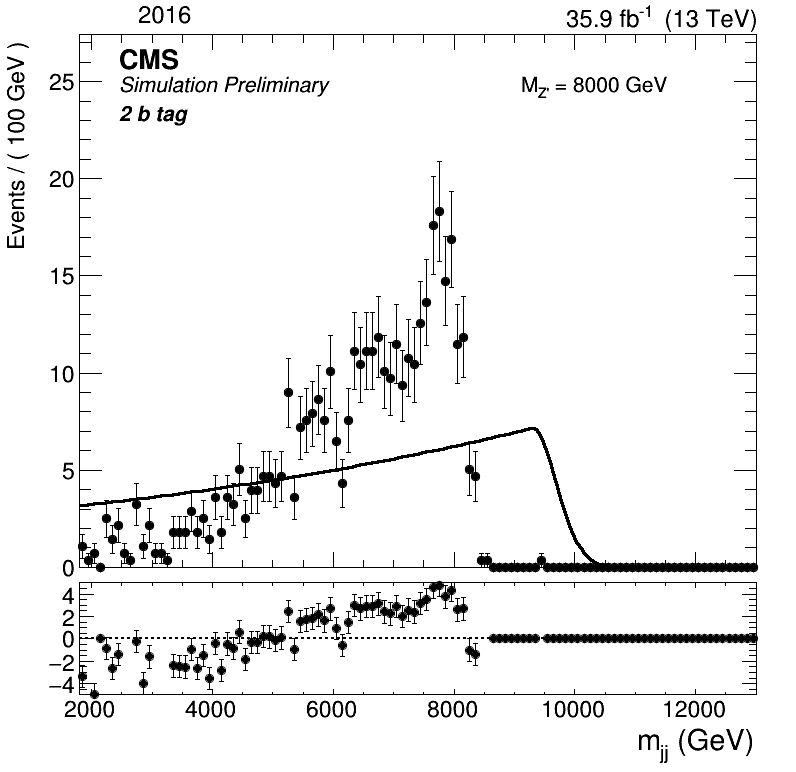 2016
35.9 fb⁻¹ (13 TeV)
CMS
Simulation Preliminary
2 b tag
M_Z' = 8000 GeV
Events / ( 100 GeV )
25
20
15
10
5
0
4
2
0
−2
−4
2000 4000 6000 8000 10000 12000
m_jj (GeV)